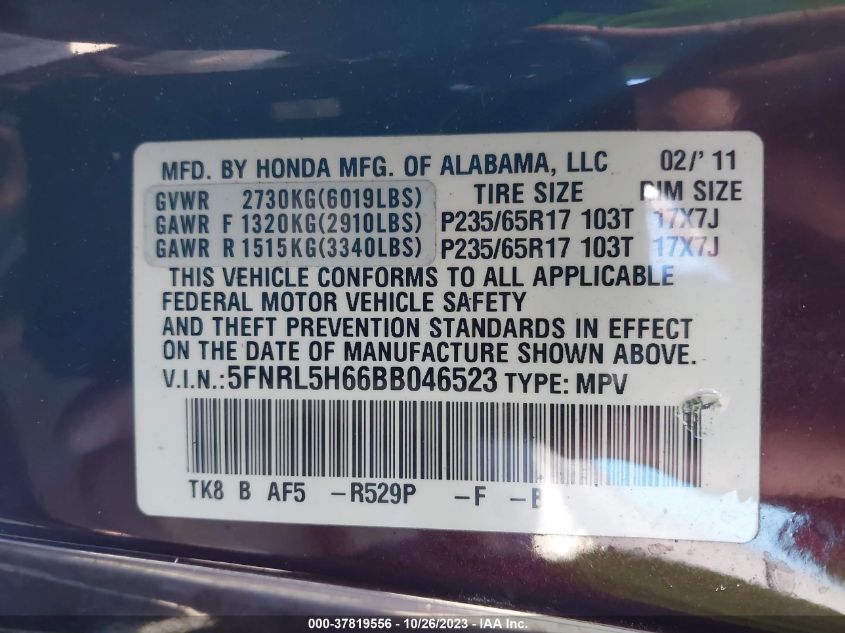 MFD. BY HONDA MFG. OF ALABAMA, LLC 02/'11
GVWR 2730KG(6019LBS) TIRE SIZE RIM SIZE
GAWR F 1320KG(2910LBS) P235/65R17 103T 17X7J
GAWR R 1515KG(3340LBS) P235/65R17 103T 17X7J
THIS VEHICLE CONFORMS TO ALL APPLICABLE
FEDERAL MOTOR VEHICLE SAFETY
AND THEFT PREVENTION STANDARDS IN EFFECT
ON THE DATE OF MANUFACTURE SHOWN ABOVE.
V.I.N.:5FNRL5H66BB046523 TYPE: MPV
TK8 B AF5 –R529P –F –B
000-37819556 - 10/26/2023 - IAA Inc.